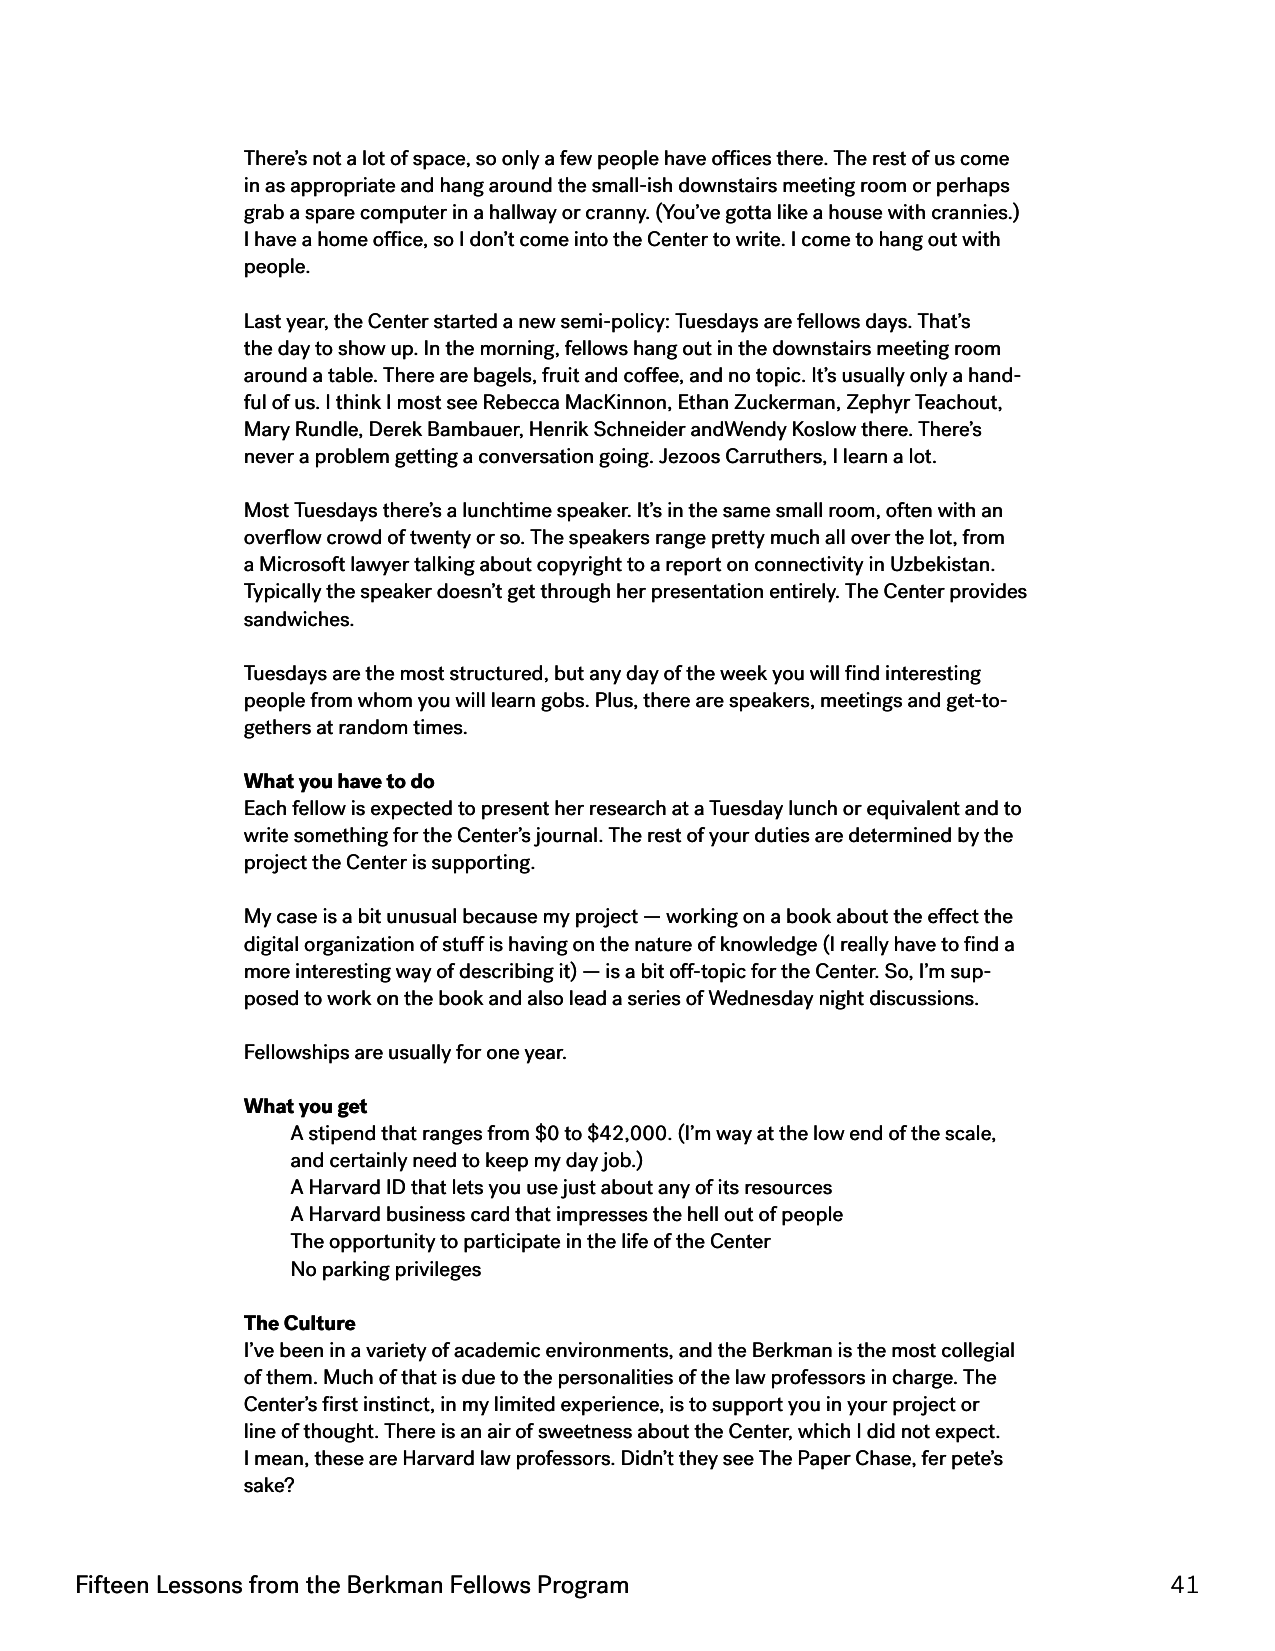 There’s not a lot of space, so only a few people have offices there. The rest of us come
in as appropriate and hang around the small-ish downstairs meeting room or perhaps
grab a spare computer in a hallway or cranny. (You’ve gotta like a house with crannies.)
I have a home office, so I don’t come into the Center to write. I come to hang out with
people.
Last year, the Center started a new semi-policy: Tuesdays are fellows days. That’s
the day to show up. In the morning, fellows hang out in the downstairs meeting room
around a table. There are bagels, fruit and coffee, and no topic. It’s usually only a hand-
ful of us. I think I most see Rebecca MacKinnon, Ethan Zuckerman, Zephyr Teachout,
Mary Rundle, Derek Bambauer, Henrik Schneider andWendy Koslow there. There’s
never a problem getting a conversation going. Jezoos Carruthers, I learn a lot.
Most Tuesdays there’s a lunchtime speaker. It’s in the same small room, often with an
overflow crowd of twenty or so. The speakers range pretty much all over the lot, from
a Microsoft lawyer talking about copyright to a report on connectivity in Uzbekistan.
Typically the speaker doesn’t get through her presentation entirely. The Center provides
sandwiches.
Tuesdays are the most structured, but any day of the week you will find interesting
people from whom you will learn gobs. Plus, there are speakers, meetings and get-to-
gethers at random times.
What you have to do
Each fellow is expected to present her research at a Tuesday lunch or equivalent and to
write something for the Center’s journal. The rest of your duties are determined by the
project the Center is supporting.
My case is a bit unusual because my project — working on a book about the effect the
digital organization of stuff is having on the nature of knowledge (I really have to find a
more interesting way of describing it) — is a bit off-topic for the Center. So, I’m sup-
posed to work on the book and also lead a series of Wednesday night discussions.
Fellowships are usually for one year.
What you get
A stipend that ranges from $0 to $42,000. (I’m way at the low end of the scale,
and certainly need to keep my day job.)
A Harvard ID that lets you use just about any of its resources
A Harvard business card that impresses the hell out of people
The opportunity to participate in the life of the Center
No parking privileges
The Culture
I’ve been in a variety of academic environments, and the Berkman is the most collegial
of them. Much of that is due to the personalities of the law professors in charge. The
Center’s first instinct, in my limited experience, is to support you in your project or
line of thought. There is an air of sweetness about the Center, which I did not expect.
I mean, these are Harvard law professors. Didn’t they see The Paper Chase, fer pete’s
sake?
Fifteen Lessons from the Berkman Fellows Program 41